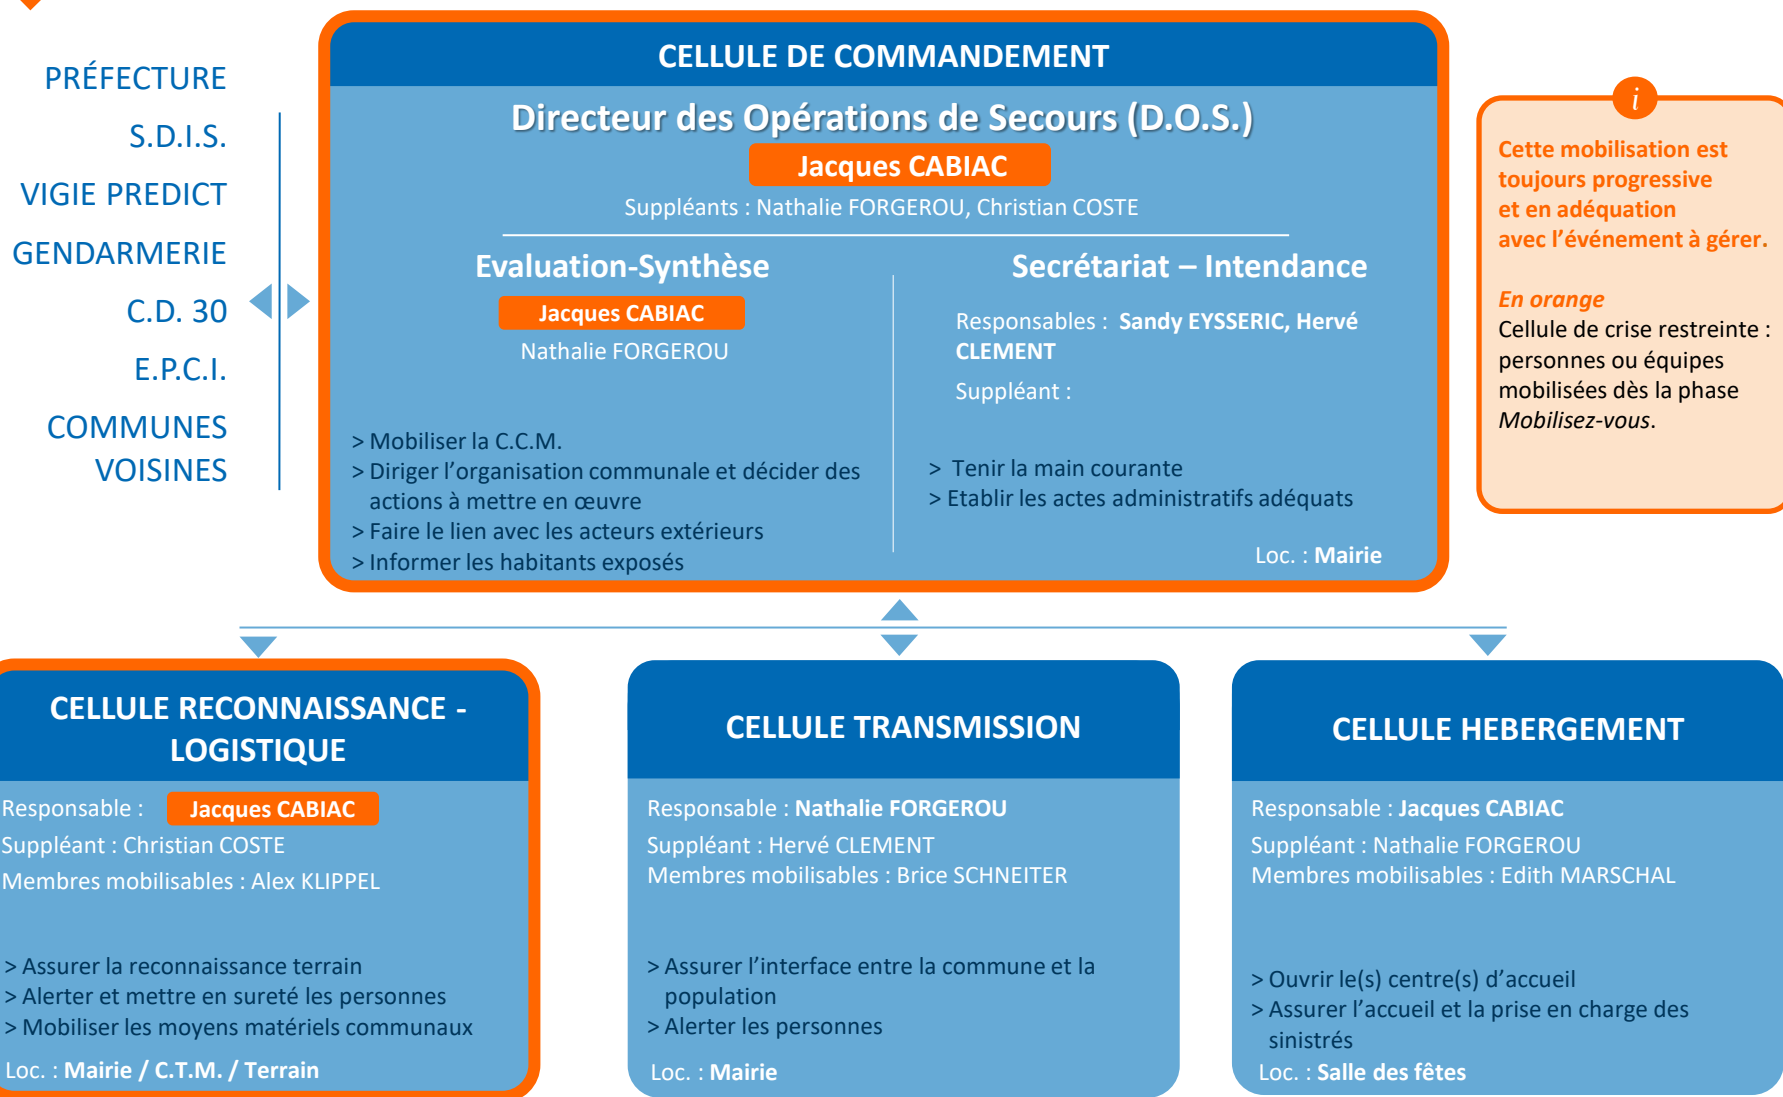 PRÉFECTURE
S.D.I.S.
VIGIE PREDICT
GENDARMERIE
C.D. 30
E.P.C.I.
COMMUNES
VOISINES
CELLULE DE COMMANDEMENT
Directeur des Opérations de Secours (D.O.S.)
Jacques CABIAC
Suppléants : Nathalie FORGEROU, Christian COSTE
Evaluation-Synthèse
Jacques CABIAC
Nathalie FORGEROU
> Mobiliser la C.C.M.
> Diriger l’organisation communale et décider des
actions à mettre en œuvre
> Faire le lien avec les acteurs extérieurs
> Informer les habitants exposés
Secrétariat – Intendance
Responsables : Sandy EYSSERIC, Hervé
CLEMENT
Suppléant :
> Tenir la main courante
> Etablir les actes administratifs adéquats
Loc. : Mairie
i
Cette mobilisation est
toujours progressive
et en adéquation
avec l’événement à gérer.
En orange
Cellule de crise restreinte :
personnes ou équipes
mobilisées dès la phase
Mobilisez-vous.
CELLULE RECONNAISSANCE -
LOGISTIQUE
Responsable : Jacques CABIAC
Suppléant : Christian COSTE
Membres mobilisables : Alex KLIPPEL
> Assurer la reconnaissance terrain
> Alerter et mettre en sureté les personnes
> Mobiliser les moyens matériels communaux
Loc. : Mairie / C.T.M. / Terrain
CELLULE TRANSMISSION
Responsable : Nathalie FORGEROU
Suppléant : Hervé CLEMENT
Membres mobilisables : Brice SCHNEITER
> Assurer l’interface entre la commune et la
population
> Alerter les personnes
Loc. : Mairie
CELLULE HEBERGEMENT
Responsable : Jacques CABIAC
Suppléant : Nathalie FORGEROU
Membres mobilisables : Edith MARSCHAL
> Ouvrir le(s) centre(s) d’accueil
> Assurer l’accueil et la prise en charge des
sinistrés
Loc. : Salle des fêtes